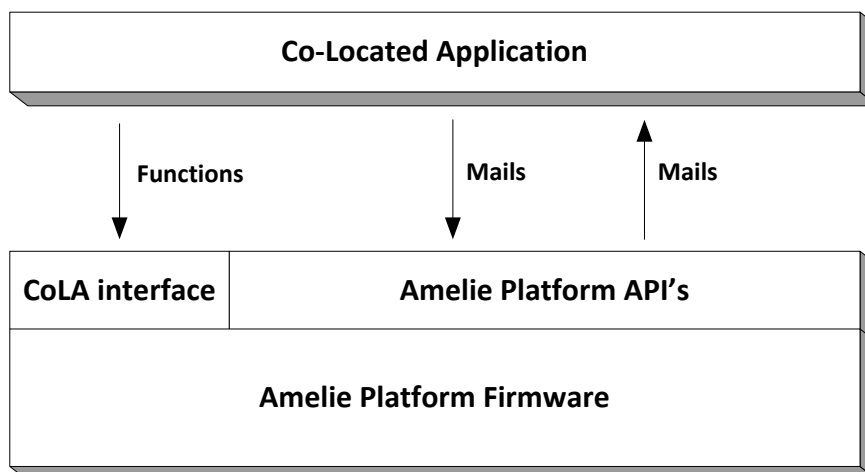 Co-Located Application
Functions
Mails
Mails
CoLA interface
Amelie Platform API's
Amelie Platform Firmware